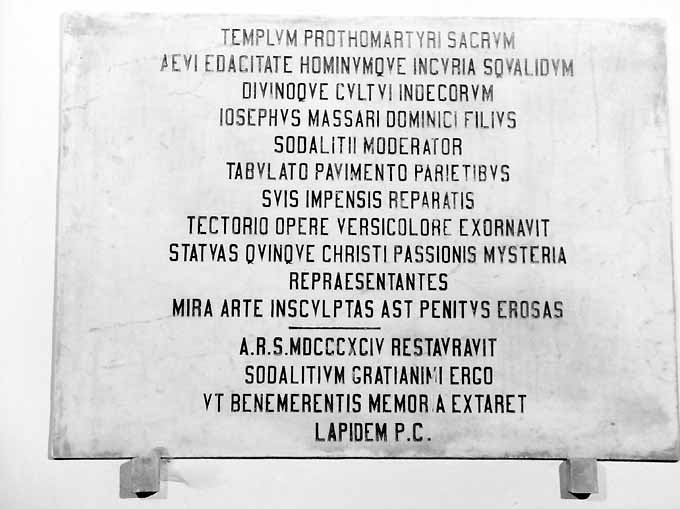 TEMPLVM PROTHOMARTYRI SACRVM
AEVI EDACITATE HOMINVMQVE INCVRIA SQVALIDVM
DIVINOQVE CVLTVI INDECORVM
IOSEPHVS MASSARI DOMINICI FILIVS
SODALITII MODERATOR
TABVLATO PAVIMENTO PARIETIBVS
SVIS IMPENSIS REPARATIS
TECTORIO OPERE VERSICOLORE EXORNAVIT
STATVAS QVINQVE CHRISTI PASSIONIS MYSTERIA
REPRAESENTANTES
MIRA ARTE INSCVLPTAS AST PENITVS EROSAS
A.R.S.MDCCCXCIV RESTAVRAVIT
SODALITIVM GRATIANIMI ERGO
VT BENEMERENTIS MEMORIA EXTARET
LAPIDEM P.C.